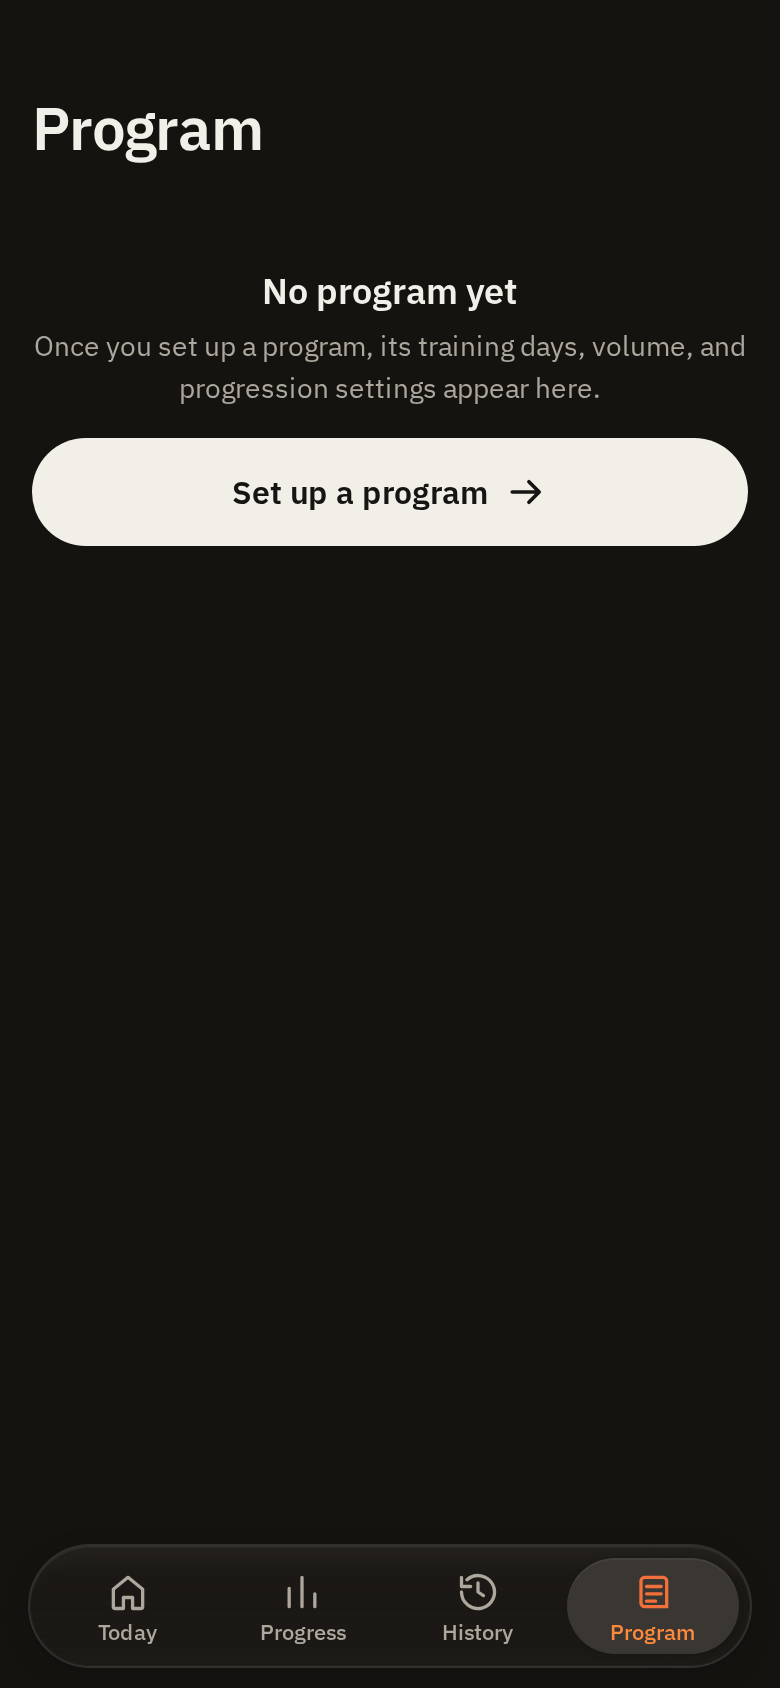 Program
No program yet
Once you set up a program, its training days, volume, and
progression settings appear here.
Set up a program
Today
Progress
History
Program